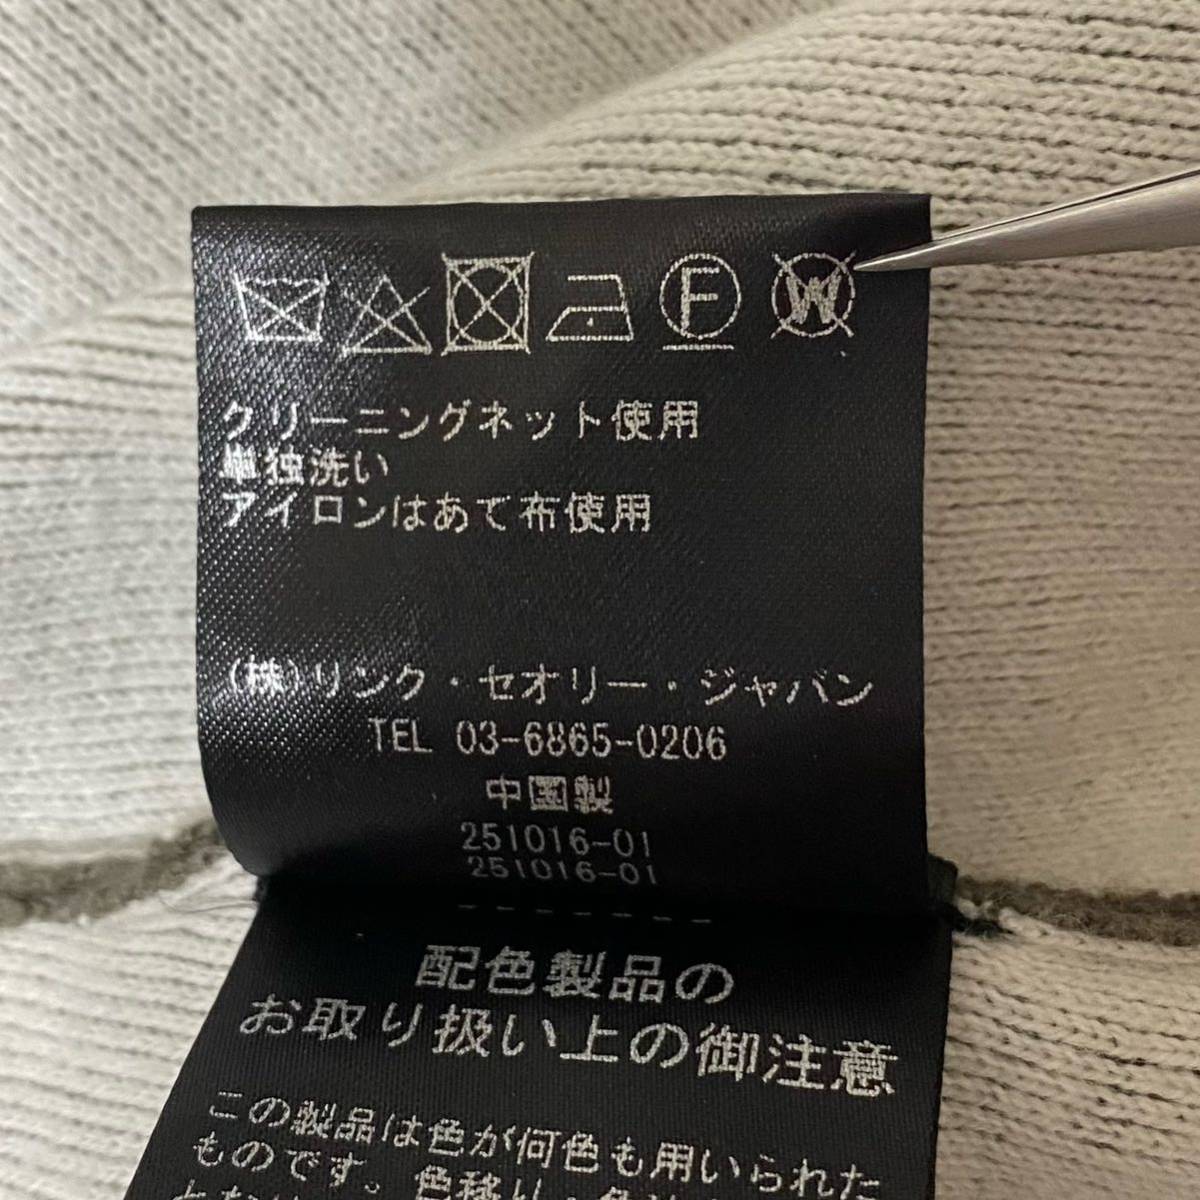 F W
クリーニングネット使用
単独洗い
アイロンはあて布使用
(株)リンク・セオリー・ジャパン
TEL 03-6865-0206
中国製
251016-01
251016-01
配色製品の
お取り扱い上の御注意
この製品は色が何色も用いられた
ものです。色移り・